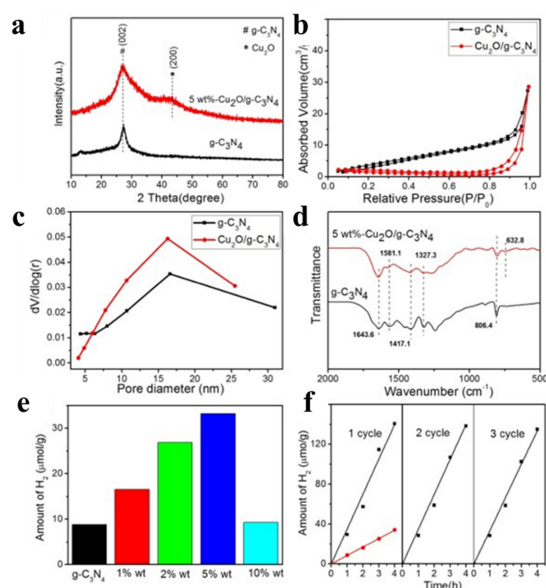 a
# g-C₃N₄
* Cu₂O
# (002)
* (200)
5 wt%-Cu₂O/g-C₃N₄
g-C₃N₄
Intensity(a.u.)
10 20 30 40 50 60 70 80
2 Theta(degree)
b
g-C₃N₄
Cu₂O/g-C₃N₄
Absorbed Volume(cm³/
50
40
30
20
10
0
0.0 0.2 0.4 0.6 0.8 1.0
Relative Pressure(P/P₀)
c
g-C₃N₄
Cu₂O/g-C₃N₄
dV/dlog(r)
0.06
0.05
0.04
0.03
0.02
0.01
0.00
5 10 15 20 25 30
Pore diameter (nm)
d
5 wt%-Cu₂O/g-C₃N₄
632.8
1581.1
1327.3
g-C₃N₄
1643.6
1417.1
806.4
Transmittance
2000 1500 1000 500
Wavenumber (cm⁻¹)
e
Amount of H₂ (μmol/g)
30
20
10
0
g-C₃N₄ 1% wt 2% wt 5% wt 10% wt
f
1 cycle 2 cycle 3 cycle
Amount of H₂ (μmol/g)
160
120
80
40
0
0 1 2 3 4 0 1 2 3 4 0 1 2 3 4
Time(h)